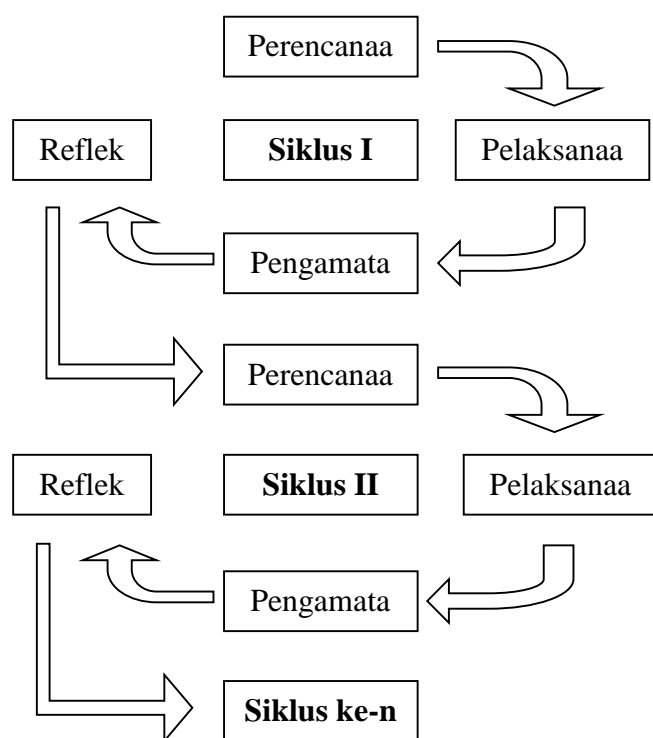 Perencanaa
Reflek
Siklus I
Pelaksanaa
Pengamata
Perencanaa
Reflek
Siklus II
Pelaksanaa
Pengamata
Siklus ke-n